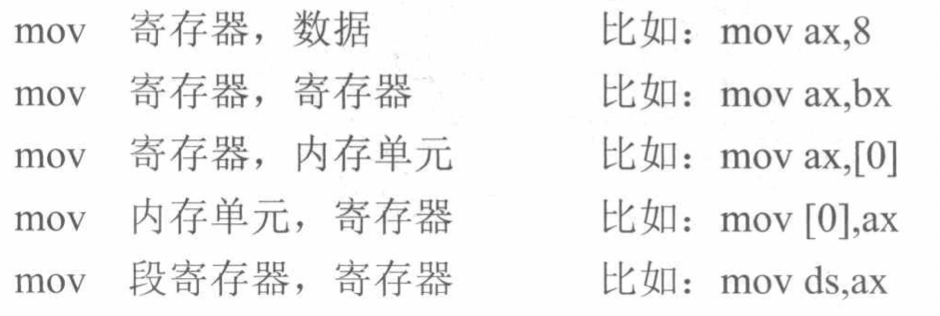 mov 寄存器，数据 比如：mov ax,8
mov 寄存器，寄存器 比如：mov ax,bx
mov 寄存器，内存单元 比如：mov ax,[0]
mov 内存单元，寄存器 比如：mov [0],ax
mov 段寄存器，寄存器 比如：mov ds,ax